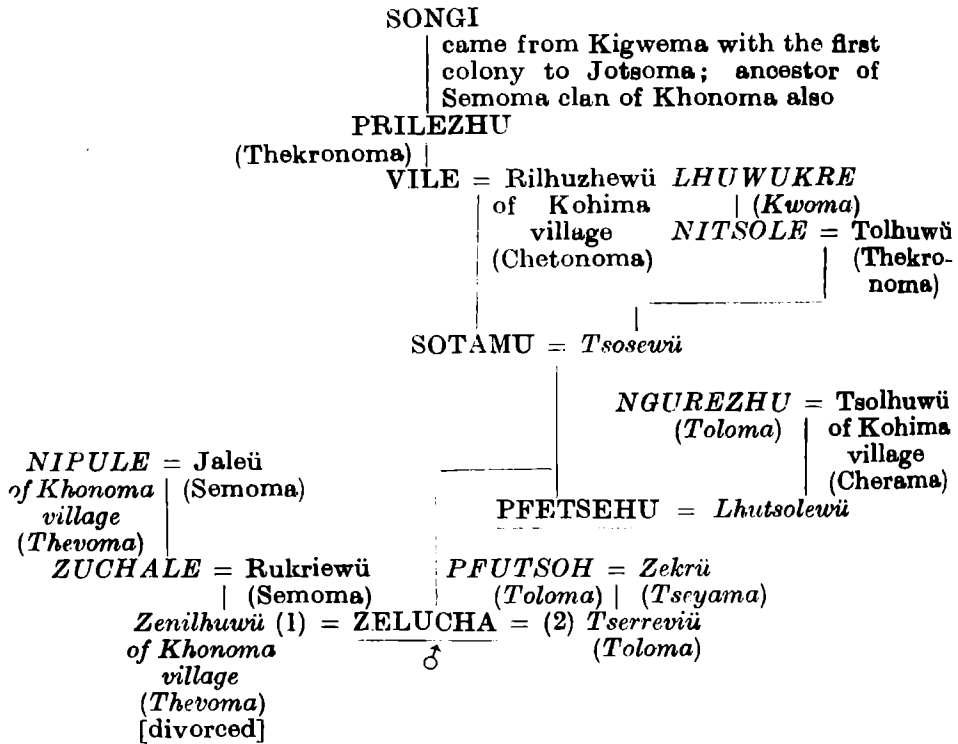 SONGI
came from Kigwema with the first
colony to Jotsoma; ancestor of
Semoma clan of Khonoma also
PRILEZHU
(Thekronoma)
VILE = Rilhuzhewü LHUWUKRE
of Kohima (Kwoma)
village NITSOLE = Tolhuwü
(Chetonoma) (Thekro-
noma)
SOTAMU = Tsosewü
NGUREZHU = Tsolhuwü
(Toloma) of Kohima
village
NIPULE = Jaleü (Cherama)
of Khonoma (Semoma)
village PFETSEHU = Lhutsolewü
(Thevoma)
ZUCHALE = Rukriewü PFUTSOH = Zekrü
(Semoma) (Toloma) (Tseyama)
Zenilhuwü (1) = ZELUCHA = (2) Tserreviü
of Khonoma ♂ (Toloma)
village
(Thevoma)
[divorced]